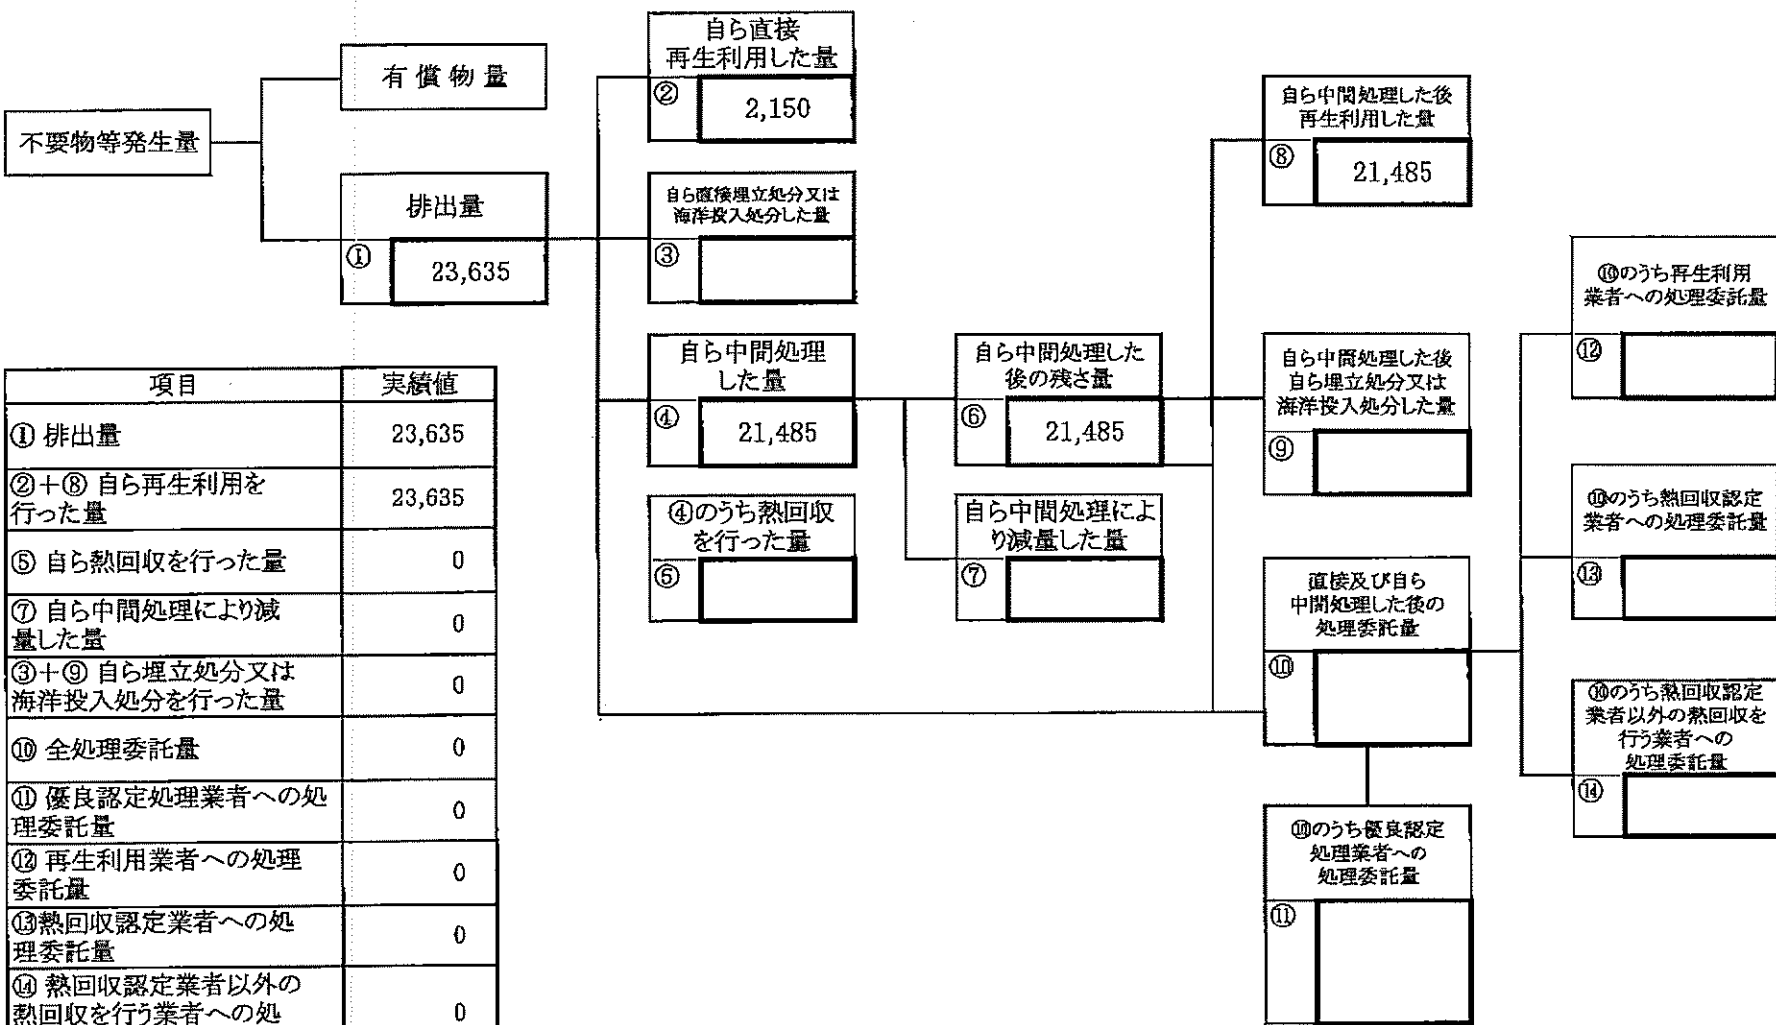 不要物等発生量
有償物量
排出量
①
23,635
自ら直接
再生利用した量
②
2,150
自ら直接埋立処分又は
海洋投入処分した量
③
自ら中間処理
した量
④
21,485
④のうち熱回収
を行った量
⑤
自ら中間処理した
後の残さ量
⑥
21,485
自ら中間処理によ
り減量した量
⑦
自ら中間処理した後
再生利用した量
⑧
21,485
自ら中間処理した後
自ら埋立処分又は
海洋投入処分した量
⑨
直接及び自ら
中間処理した後の
処理委託量
⑩
⑩のうち優良認定
処理業者への
処理委託量
⑪
⑩のうち再生利用
業者への処理委託量
⑫
⑩のうち熱回収認定
業者への処理委託量
⑬
⑩のうち熱回収認定
業者以外の熱回収を
行う業者への
処理委託量
⑭
項目 実績値
① 排出量 23,635
②＋⑧ 自ら再生利用を
行った量 23,635
⑤ 自ら熱回収を行った量 0
⑦ 自ら中間処理により減
量した量 0
③＋⑨ 自ら埋立処分又は
海洋投入処分を行った量 0
⑩ 全処理委託量 0
⑪ 優良認定処理業者への処
理委託量 0
⑫ 再生利用業者への処理
委託量 0
⑬熱回収認定業者への処
理委託量 0
⑭ 熱回収認定業者以外の
熱回収を行う業者への処 0